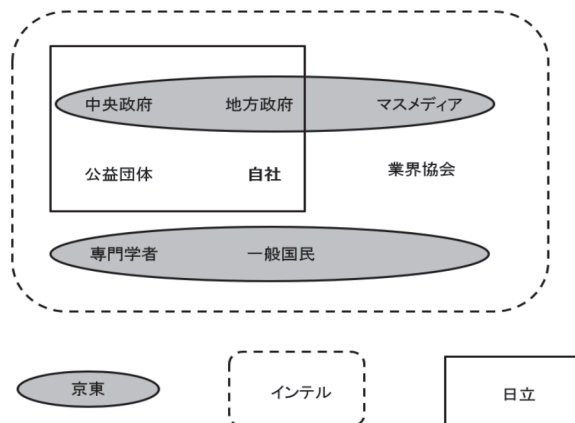 中央政府 地方政府 マスメディア
公益団体 自社 業界協会
専門学者 一般国民
京東 インテル 日立